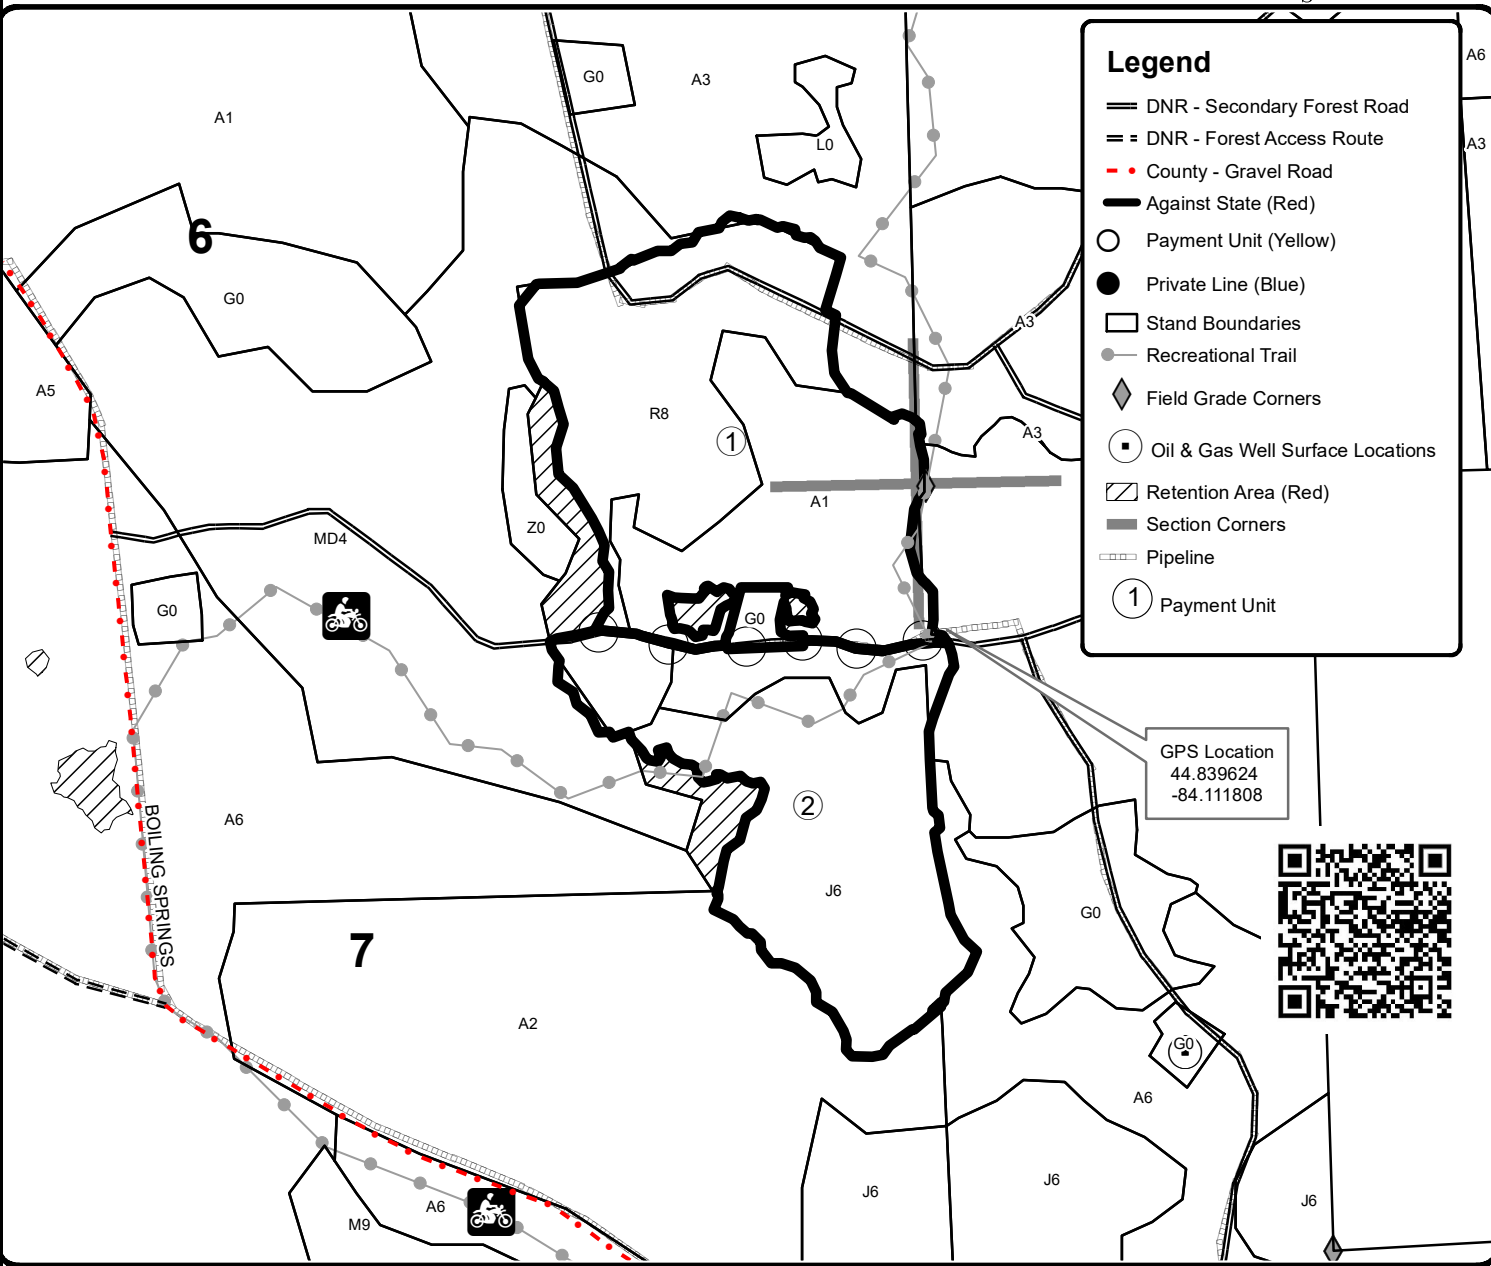 Legend
DNR - Secondary Forest Road
DNR - Forest Access Route
County - Gravel Road
Against State (Red)
Payment Unit (Yellow)
Private Line (Blue)
Stand Boundaries
Recreational Trail
Field Grade Corners
Oil & Gas Well Surface Locations
Retention Area (Red)
Section Corners
Pipeline
1 Payment Unit
A6
G0
A3
A1
L0
A3
6
G0
A3
A5
R8
1
A3
A1
Z0
MD4
G0
G0
GPS Location
44.839624
-84.111808
2
A6
BOILING SPRINGS
J6
G0
7
A2
G0
A6
J6
J6
J6
A6
M9